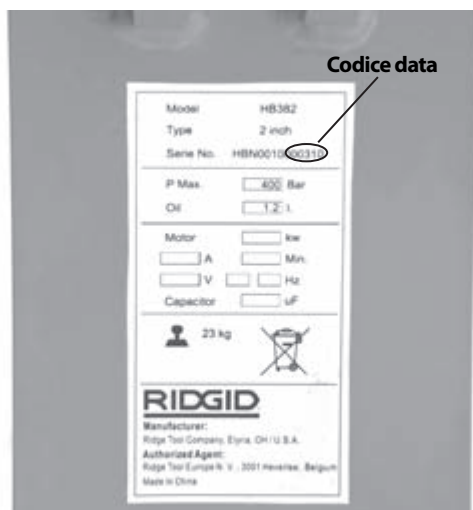 Codice data
Model HB382
Type 2 inch
Serie No. HBN0010000310
P Max. 400 Bar
Oil 1.2 l.
Motor kw
A Min.
V Hz
Capacitor uF
23 kg
RIDGID
Manufacturer:
Ridge Tool Company, Elyria, OH / U.S.A.
Authorized Agent:
Ridge Tool Europe N. V., 3001 Heverlee, Belgium
Made in China